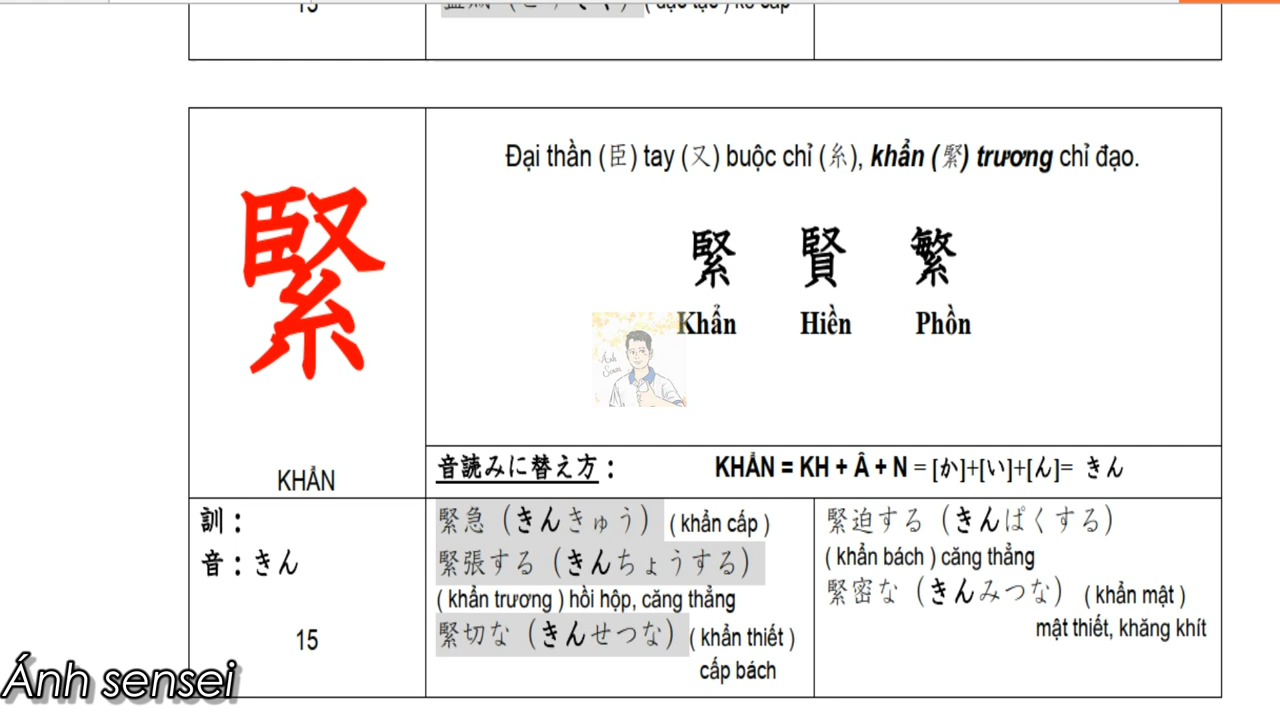 15
Đại thần (臣) tay (又) buộc chỉ (糸), khẩn (緊) trương chỉ đạo.
緊
緊 賢 繁
Khẩn Hiền Phồn
Ánh
KHẨN
音読みに替え方： KHẨN = KH + Â + N = [か]+[い]+[ん]= きん
訓：
音：きん
15
緊急（きんきゅう） ( khẩn cấp )
緊張する（きんちょうする）
( khẩn trương ) hồi hộp, căng thẳng
緊切な（きんせつな） ( khẩn thiết )
cấp bách
緊迫する（きんぱくする）
( khẩn bách ) căng thẳng
緊密な（きんみつな） ( khẩn mật )
mật thiết, khăng khít
Ánh sensei